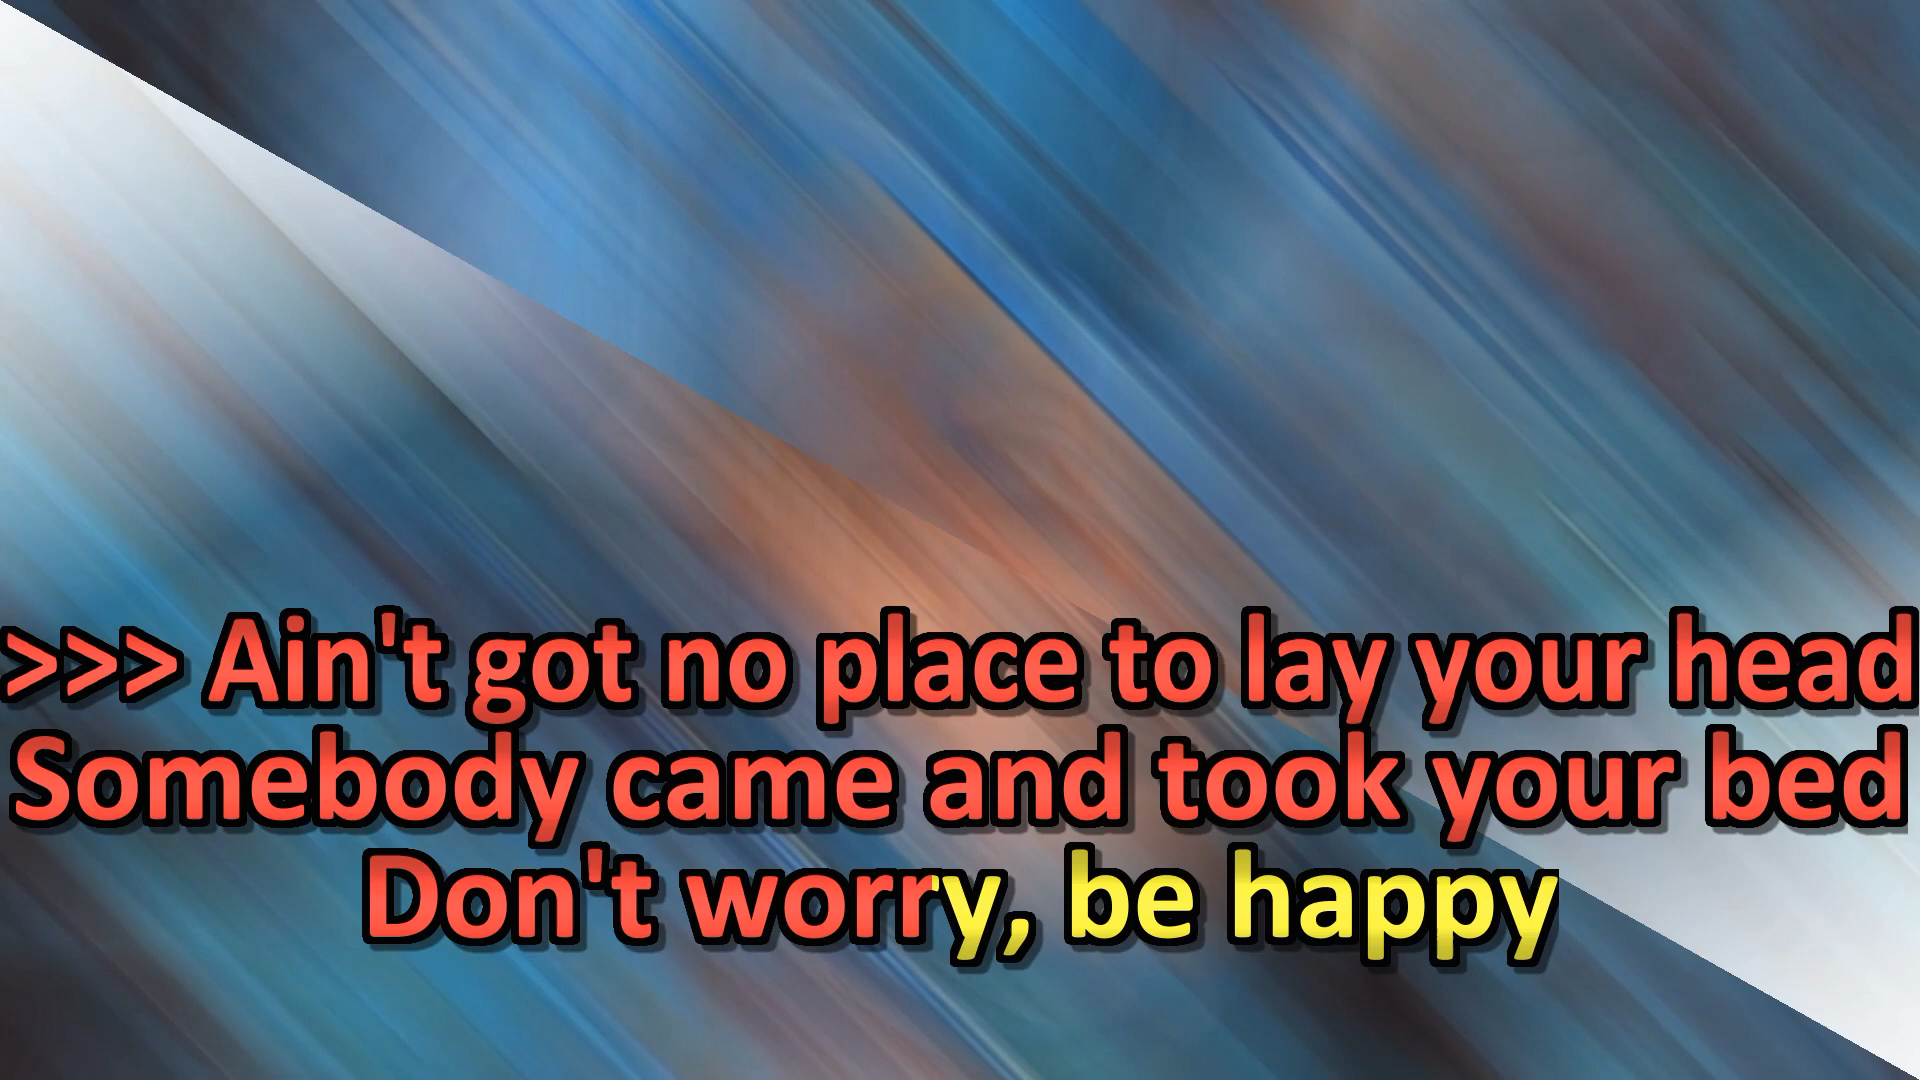 >>> Ain't got no place to lay your head
Somebody came and took your bed
Don't worry, be happy